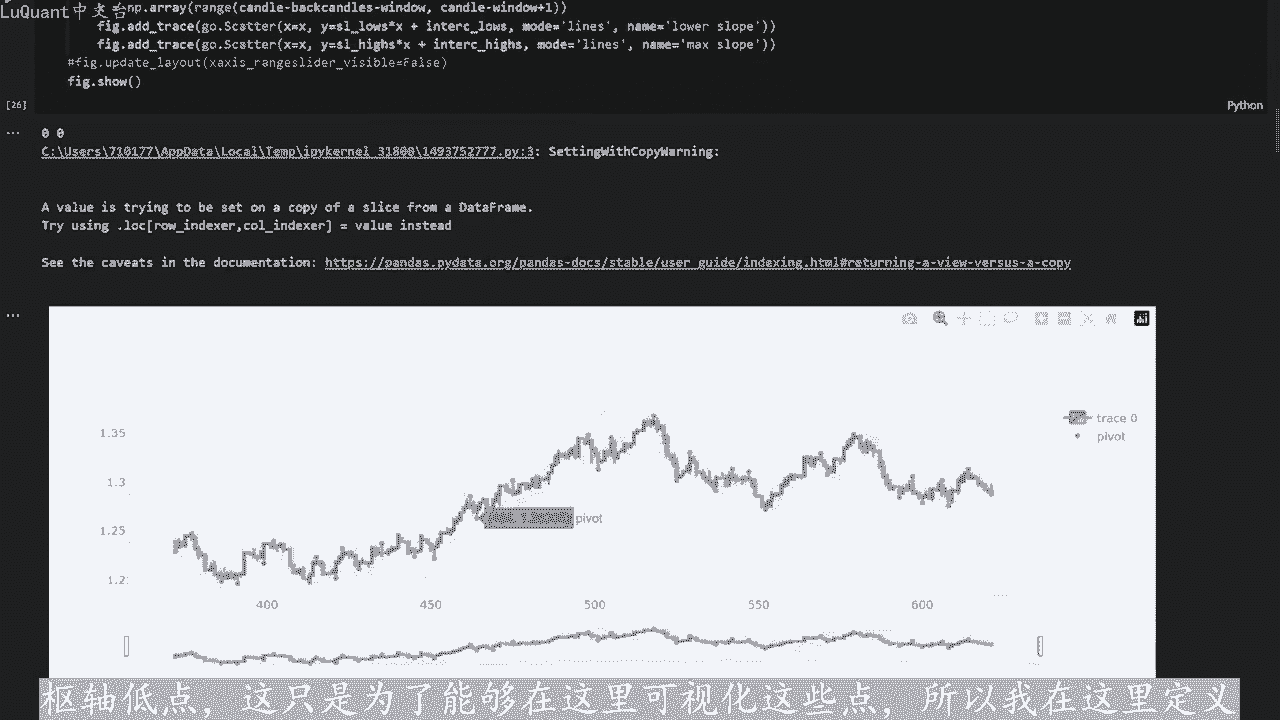 LuQuant中文台
np.array(range(candle-backcandles-window, candle-window+1))
fig.add_trace(go.Scatter(x=x, y=sl_lows*x + interc_lows, mode='lines', name='lower slope'))
fig.add_trace(go.Scatter(x=x, y=sl_highs*x + interc_highs, mode='lines', name='max slope'))
#fig.update_layout(xaxis_rangeslider_visible=False)
fig.show()
[26]
Python
0 0
C:\Users\710177\AppData\Local\Temp\ipykernel_31800\1493752777.py:3: SettingWithCopyWarning:
A value is trying to be set on a copy of a slice from a DataFrame.
Try using .loc[row_indexer,col_indexer] = value instead
See the caveats in the documentation: https://pandas.pydata.org/pandas-docs/stable/user_guide/indexing.html#returning-a-view-versus-a-copy
trace 0
pivot
1.35
1.3
1.25
1.2
pivot
400 450 500 550 600
枢轴低点，这只是为了能够在这里可视化这些点，所以我在这里定义